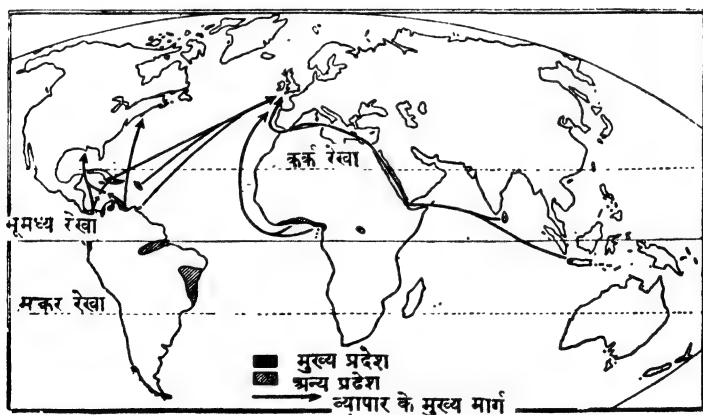 कर्क रेखा
भूमध्य रेखा
मकर रेखा
मुख्य प्रदेश
अन्य प्रदेश
व्यापार के मुख्य मार्ग